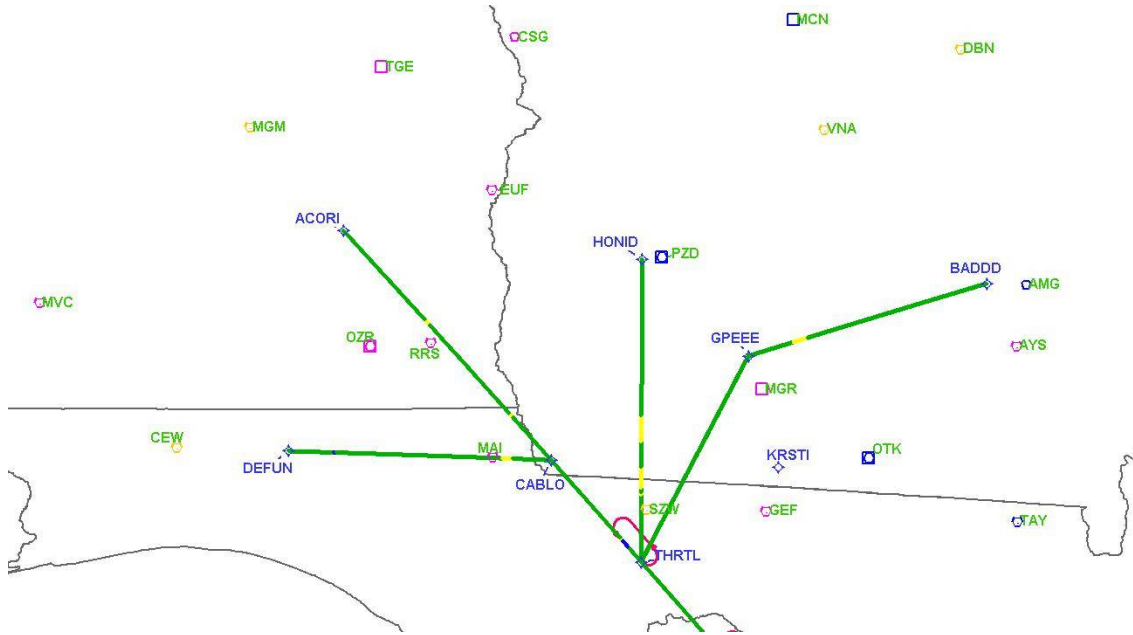 MCN
CSG
DBN
TGE
MGM
VNA
EUF
ACORI
HONID
PZD
BADDD
AMG
MVC
OZR
RRS
GPEEE
AYS
MGR
CEW
MAI
DEFUN
CABLO
KRSTI
OTK
SZW
GEF
TAY
THRTL